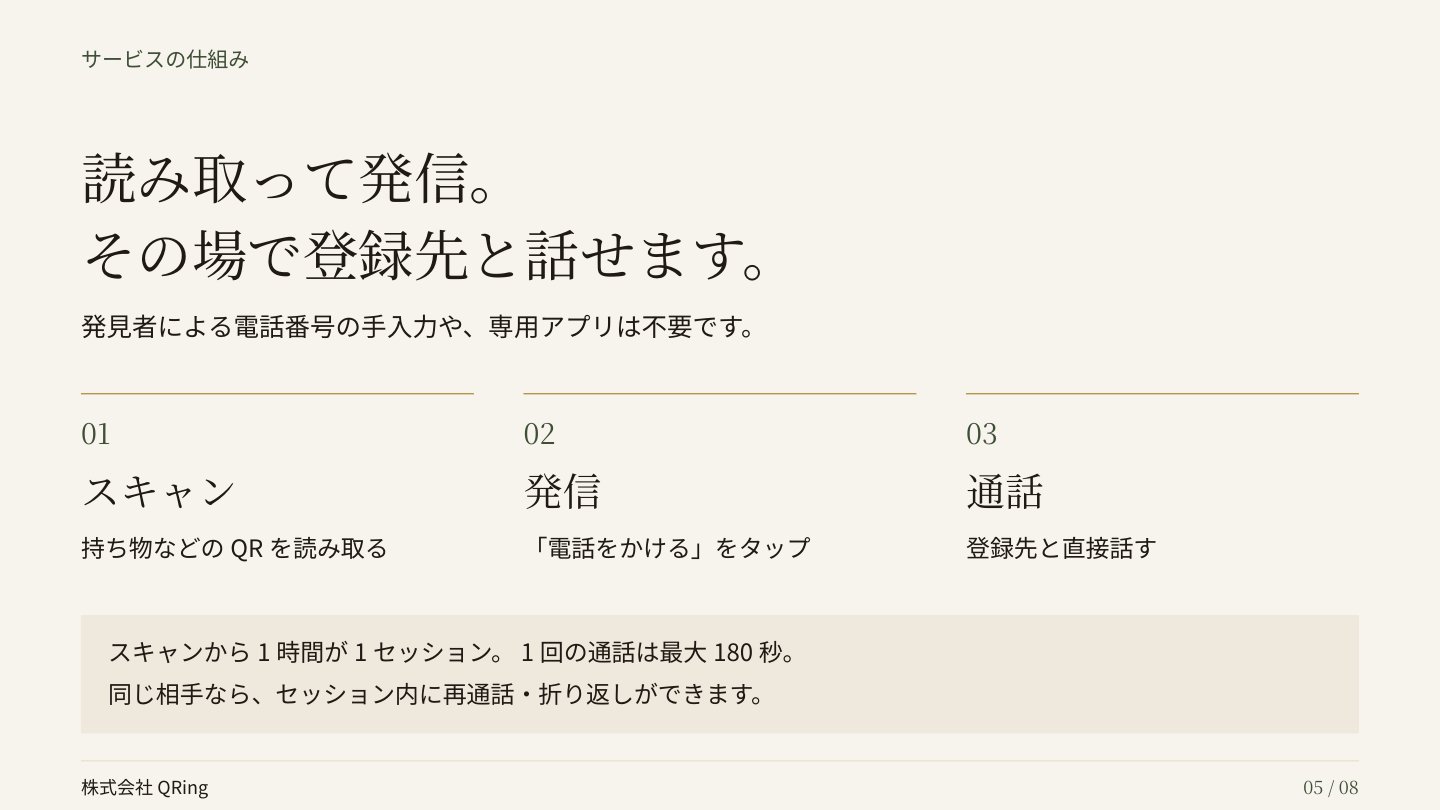 サービスの仕組み
読み取って発信。
その場で登録先と話せます。
発見者による電話番号の手入力や、専用アプリは不要です。
01
スキャン
持ち物などの QR を読み取る
02
発信
「電話をかける」をタップ
03
通話
登録先と直接話す
スキャンから 1 時間が 1 セッション。 1 回の通話は最大 180 秒。
同じ相手なら、セッション内に再通話・折り返しができます。
株式会社 QRing
05 / 08